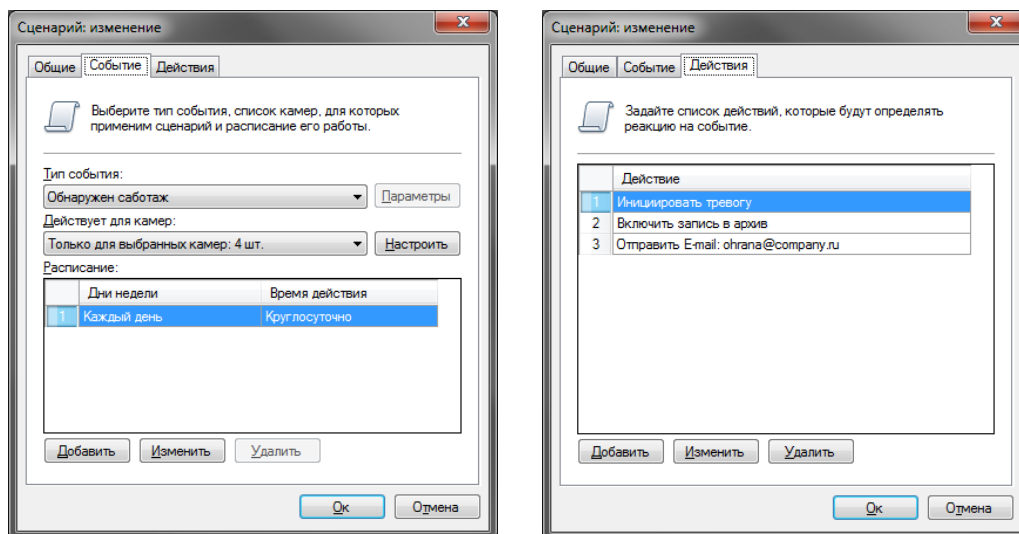 Сценарий: изменение
Общие Событие Действия
Выберите тип события, список камер, для которых
применим сценарий и расписание его работы.
Тип события:
Обнаружен саботаж Параметры
Действует для камер:
Только для выбранных камер: 4 шт. Настроить
Расписание:
Дни недели Время действия
1 Каждый день Круглосуточно
Добавить Изменить Удалить
Ок Отмена
Сценарий: изменение
Общие Событие Действия
Задайте список действий, которые будут определять
реакцию на событие.
Действие
1 Инициировать тревогу
2 Включить запись в архив
3 Отправить E-mail: ohrana@company.ru
Добавить Изменить Удалить
Ок Отмена